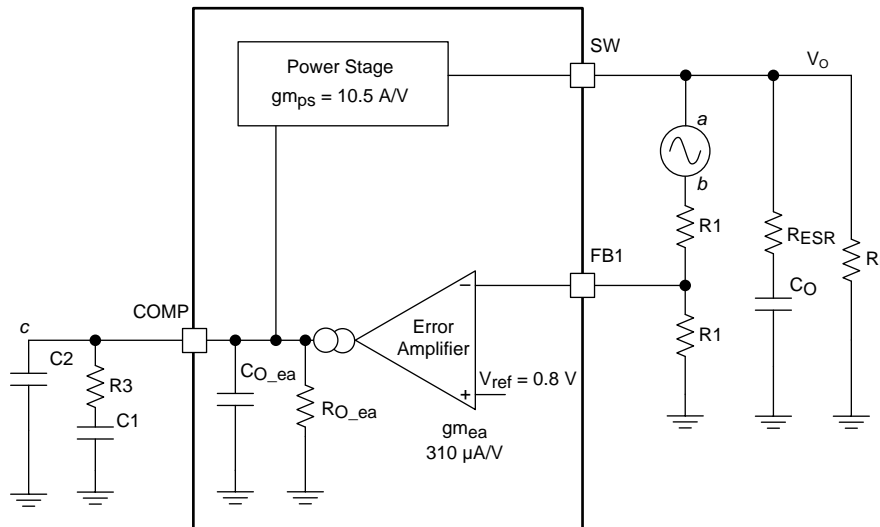 SW
V_O
Power Stage
gm_ps = 10.5 A/V
a
b
R1
R_ESR
FB1
R
C_O
COMP
c
Error
Amplifier
R1
C2
R3
C_O_ea
V_ref = 0.8 V
C1
R_O_ea
gm_ea
310 µA/V